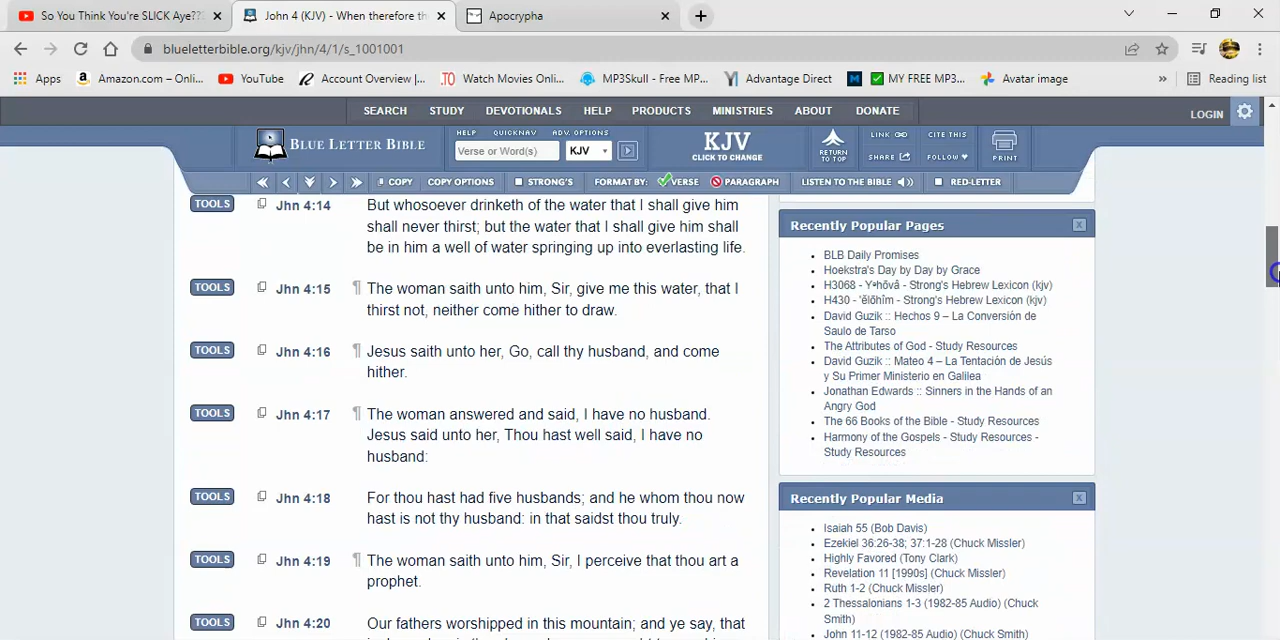 So You Think You're SLICK Aye??
John 4 (KJV) - When therefore th
Apocrypha
blueletterbible.org/kjv/jhn/4/1/s_1001001
Apps
Amazon.com – Onli...
YouTube
Account Overview |...
Watch Movies Onli...
MP3Skull - Free MP...
Advantage Direct
MY FREE MP3...
Avatar image
»
Reading list
SEARCH
STUDY
DEVOTIONALS
HELP
PRODUCTS
MINISTRIES
ABOUT
DONATE
LOGIN
BLUE LETTER BIBLE
HELP
QUICKNAV
ADV. OPTIONS
Verse or Word(s)
KJV
KJV
CLICK TO CHANGE
RETURN
TO TOP
LINK
SHARE
CITE THIS
FOLLOW
PRINT
COPY
COPY OPTIONS
STRONG'S
FORMAT BY:
VERSE
PARAGRAPH
LISTEN TO THE BIBLE
RED-LETTER
TOOLS
Jhn 4:14
But whosoever drinketh of the water that I shall give him
shall never thirst; but the water that I shall give him shall
be in him a well of water springing up into everlasting life.
TOOLS
Jhn 4:15
¶ The woman saith unto him, Sir, give me this water, that I
thirst not, neither come hither to draw.
TOOLS
Jhn 4:16
¶ Jesus saith unto her, Go, call thy husband, and come
hither.
TOOLS
Jhn 4:17
¶ The woman answered and said, I have no husband.
Jesus said unto her, Thou hast well said, I have no
husband:
TOOLS
Jhn 4:18
For thou hast had five husbands; and he whom thou now
hast is not thy husband: in that saidst thou truly.
TOOLS
Jhn 4:19
¶ The woman saith unto him, Sir, I perceive that thou art a
prophet.
TOOLS
Jhn 4:20
Our fathers worshipped in this mountain; and ye say, that
Recently Popular Pages
BLB Daily Promises
Hoekstra's Day by Day by Grace
H3068 - Yᵊhōvâ - Strong's Hebrew Lexicon (kjv)
H430 - 'ĕlōhîm - Strong's Hebrew Lexicon (kjv)
David Guzik :: Hechos 9 – La Conversión de
Saulo de Tarso
The Attributes of God - Study Resources
David Guzik :: Mateo 4 – La Tentación de Jesús
y Su Primer Ministerio en Galilea
Jonathan Edwards :: Sinners in the Hands of an
Angry God
The 66 Books of the Bible - Study Resources
Harmony of the Gospels - Study Resources -
Study Resources
Recently Popular Media
Isaiah 55 (Bob Davis)
Ezekiel 36:26-38; 37:1-28 (Chuck Missler)
Highly Favored (Tony Clark)
Revelation 11 [1990s] (Chuck Missler)
Ruth 1-2 (Chuck Missler)
2 Thessalonians 1-3 (1982-85 Audio) (Chuck
Smith)
John 11-12 (1982-85 Audio) (Chuck Smith)